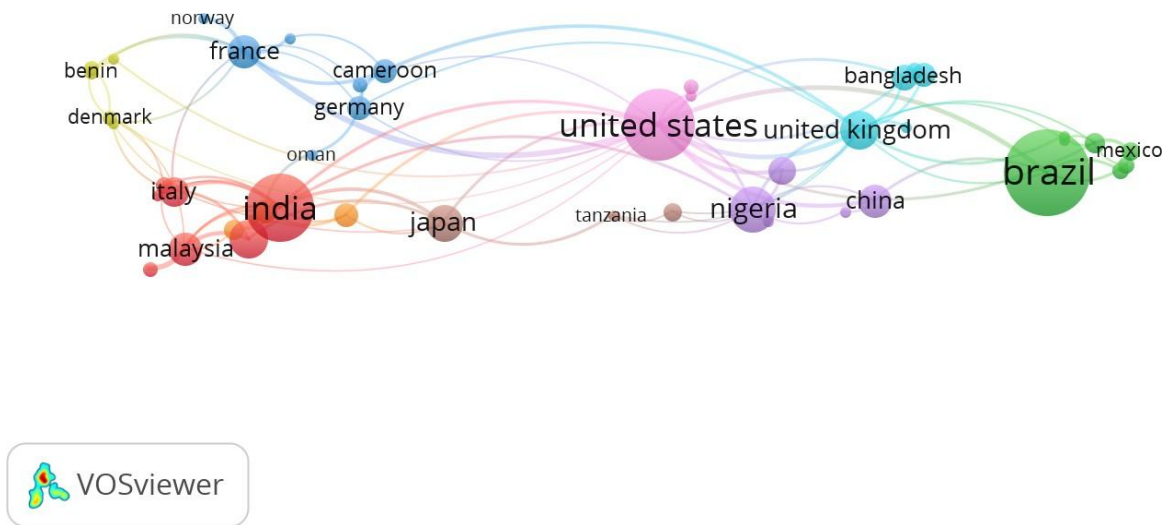 norway
france
benin
cameroon
bangladesh
germany
denmark
united states
united kingdom
mexico
oman
brazil
italy
india
china
tanzania
nigeria
japan
malaysia
VOSviewer